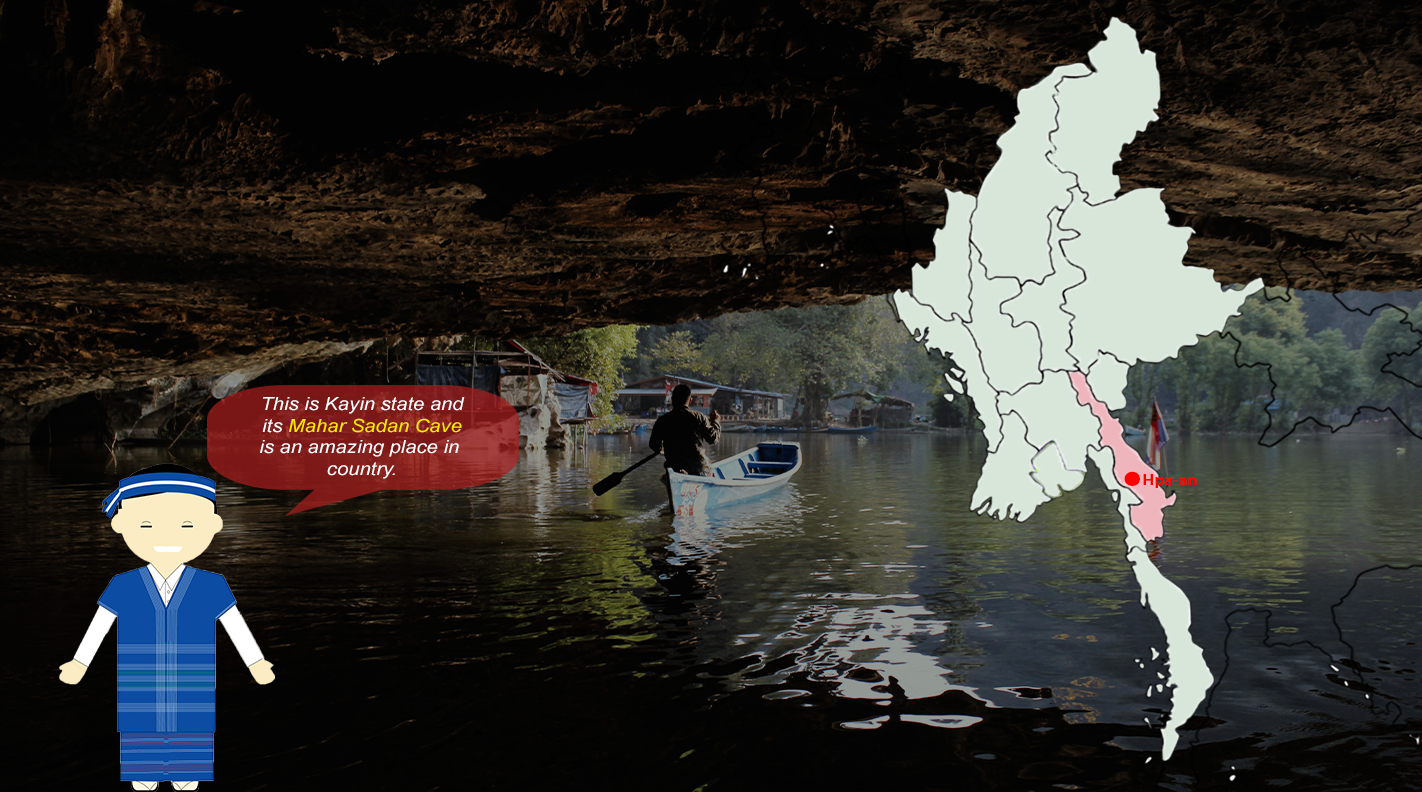 This is Kayin state and
its Mahar Sadan Cave
is an amazing place in
country.
Hpa-an